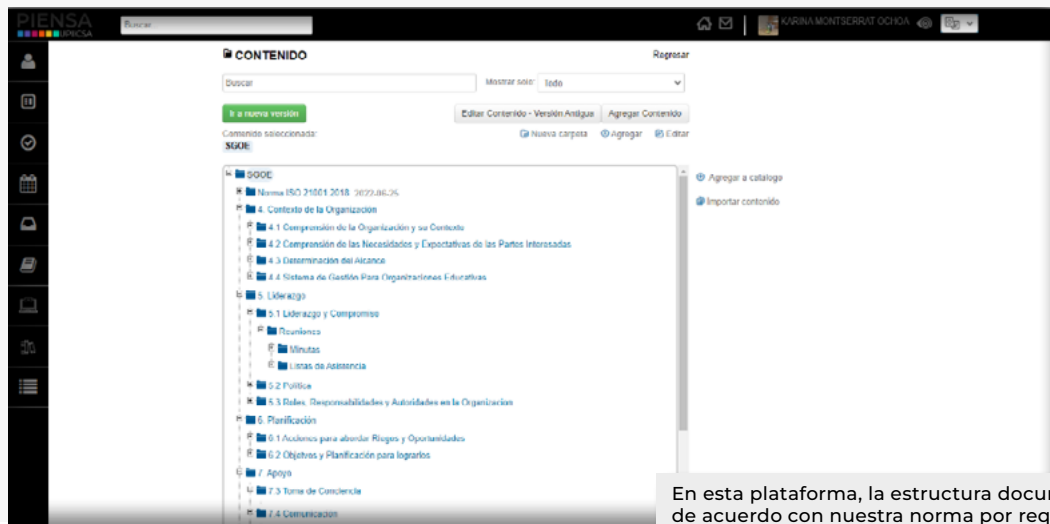 PIENSA
UPIICSA
Buscar
KARINA MONTSERRAT OCHOA
CONTENIDO
Regresar
Buscar
Mostrar solo: Todo
Ir a nueva versión
Editar Contenido - Versión Antigua
Agregar Contenido
Contenido seleccionado:
SGOE
Nueva carpeta
Agregar
Editar
SGOE
Norma ISO 21001 2018 2022-06-25
4. Contexto de la Organización
4.1 Comprensión de la Organización y su Contexto
4.2 Comprensión de las Necesidades y Expectativas de las Partes Interesadas
4.3 Determinación del Alcance
4.4 Sistema de Gestión Para Organizaciones Educativas
5. Liderazgo
5.1 Liderazgo y Compromiso
Reuniones
Minutas
Listas de Asistencia
5.2 Política
5.3 Roles, Responsabilidades y Autoridades en la Organizacion
6. Planificación
6.1 Acciones para abordar Riegos y Oportunidades
6.2 Objetvos y Planificación para lograrlos
7. Apoyo
7.3 Toma de Conciencia
7.4 Comunicación
Agregar a catalogo
Importar contenido
En esta plataforma, la estructura docu
de acuerdo con nuestra norma por req